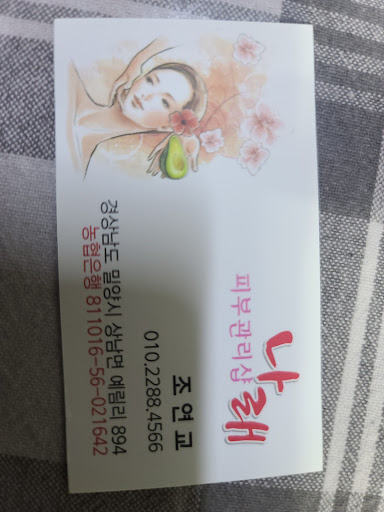 피부관리샵
나래
조연교
010.2288.4566
경상남도 밀양시 상남면 예림리 894
농협은행 811016-56-021642